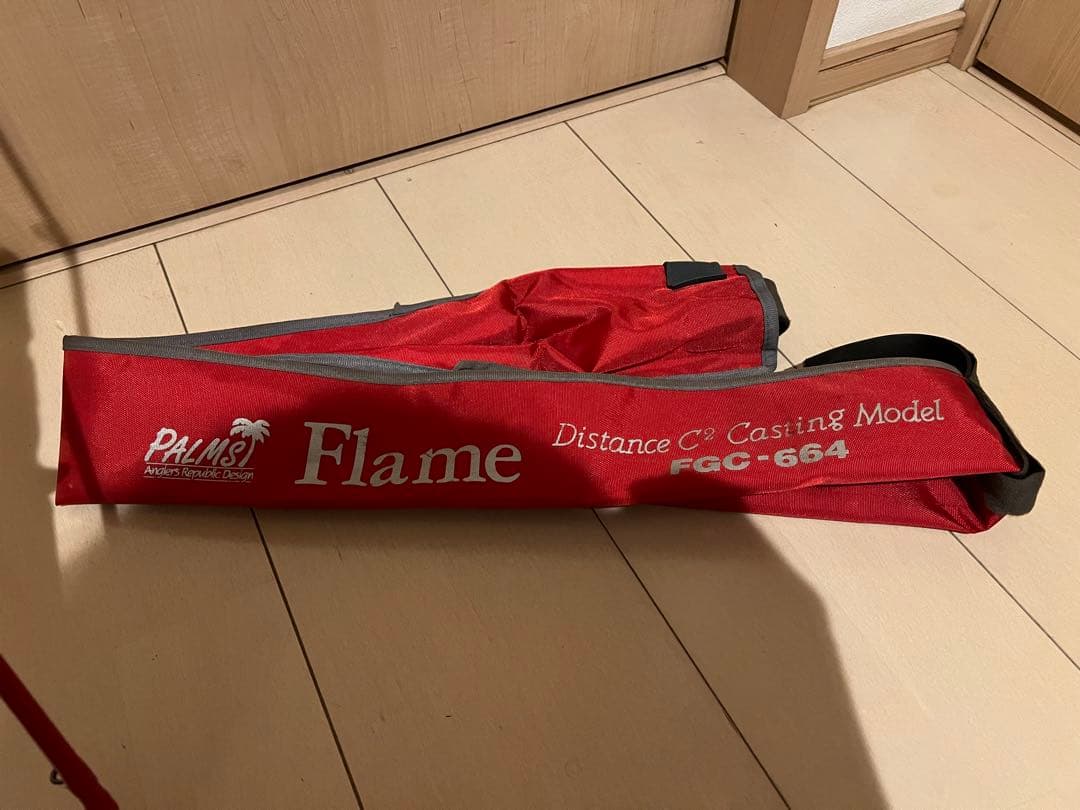 PALMS
Anglers Republic Design
Flame
Distance C² Casting Model
FGC-664